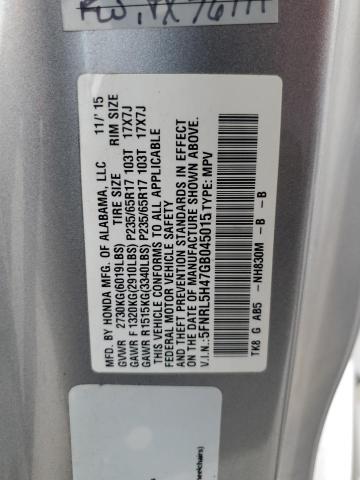 MFD. BY HONDA MFG. OF ALABAMA, LLC 11/'15
GVWR 2730KG(6019LBS) TIRE SIZE RIM SIZE
GAWR F 1320KG(2910LBS) P235/65R17 103T 17X7J
GAWR R1515KG(3340LBS) P235/65R17 103T 17X7J
THIS VEHICLE CONFORMS TO ALL APPLICABLE
FEDERAL MOTOR VEHICLE SAFETY
AND THEFT PREVENTION STANDARDS IN EFFECT
ON THE DATE OF MANUFACTURE SHOWN ABOVE.
V.I.N.:5FNRL5H47GB045015 TYPE: MPV
TK8 G AB5 -NH830M - B - B